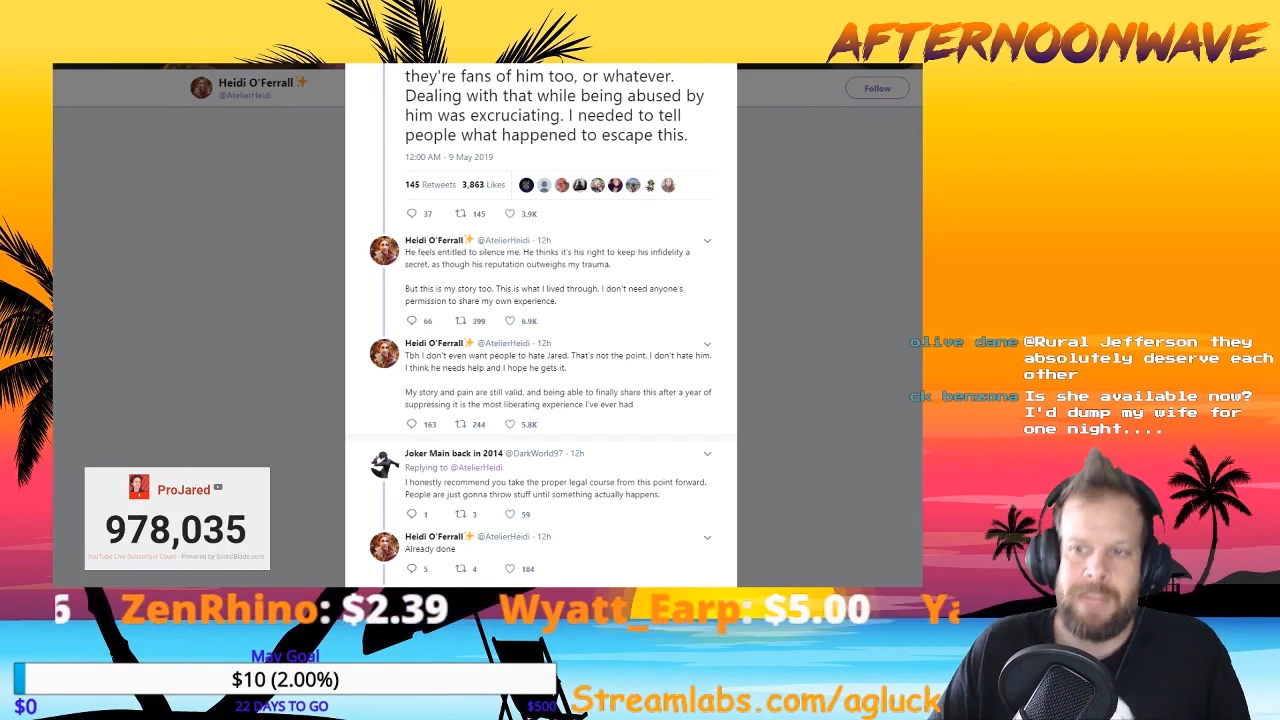 AFTERNOONWAVE
Heidi O'Ferrall✨
@AtelierHeidi
Follow
they're fans of him too, or whatever.
Dealing with that while being abused by
him was excruciating. I needed to tell
people what happened to escape this.
12:00 AM - 9 May 2019
145 Retweets 3,863 Likes
37 145 3.9K
Heidi O'Ferrall✨ @AtelierHeidi · 12h
He feels entitled to silence me. He thinks it's his right to keep his infidelity a
secret, as though his reputation outweighs my trauma.
But this is my story too. This is what I lived through. I don't need anyone's
permission to share my own experience.
66 399 6.9K
Heidi O'Ferrall✨ @AtelierHeidi · 12h
Tbh I don't even want people to hate Jared. That's not the point. I don't hate him.
I think he needs help and I hope he gets it.
My story and pain are still valid, and being able to finally share this after a year of
suppressing it is the most liberating experience I've ever had
163 244 5.8K
Joker Main back in 2014 @DarkWorld97 · 12h
Replying to @AtelierHeidi
I honestly recommend you take the proper legal course from this point forward.
People are just gonna throw stuff until something actually happens.
1 3 59
Heidi O'Ferrall✨ @AtelierHeidi · 12h
Already done
5 4 184
ProJared
978,035
YouTube Live Subscriber Count - Powered by SocialBlade.com
olive dane @Rural Jefferson they
absolutely deserve each
other
ck benzona Is she available now?
I'd dump my wife for
one night....
6 ZenRhino: $2.39 Wyatt_Earp: $5.00 Ya
May Goal
$10 (2.00%)
$0 22 DAYS TO GO $500
Streamlabs.com/agluck